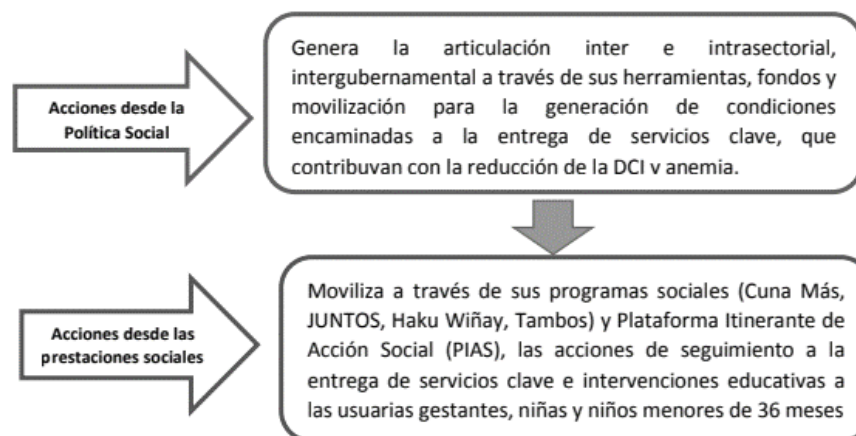 Acciones desde la
Política Social
Genera la articulación inter e intrasectorial,
intergubernamental a través de sus herramientas, fondos y
movilización para la generación de condiciones
encaminadas a la entrega de servicios clave, que
contribuvan con la reducción de la DCI v anemia.
Acciones desde las
prestaciones sociales
Moviliza a través de sus programas sociales (Cuna Más,
JUNTOS, Haku Wiñay, Tambos) y Plataforma Itinerante de
Acción Social (PIAS), las acciones de seguimiento a la
entrega de servicios clave e intervenciones educativas a
las usuarias gestantes, niñas y niños menores de 36 meses